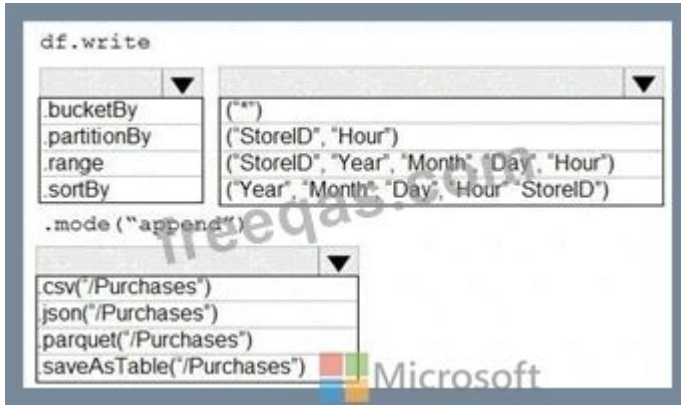 df.write
.bucketBy
.partitionBy
.range
.sortBy
("*")
("StoreID", "Hour")
("StoreID", "Year", "Month", "Day", "Hour")
("Year", "Month", "Day", "Hour" StoreID")
.mode("append")
freeqas.com
.csv("/Purchases")
.json("/Purchases")
.parquet("/Purchases")
.saveAsTable("/Purchases")
Microsoft